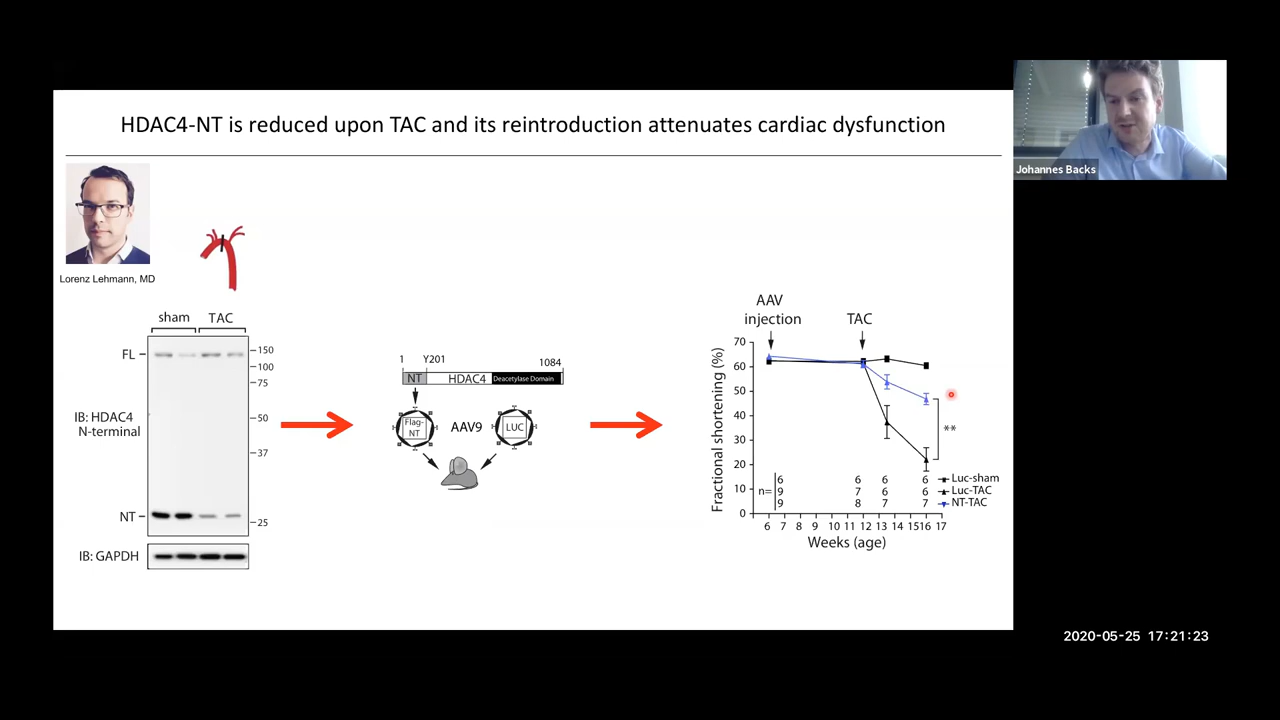 HDAC4-NT is reduced upon TAC and its reintroduction attenuates cardiac dysfunction
Johannes Backs
Lorenz Lehmann, MD
sham TAC
FL
150
100
75
IB: HDAC4
N-terminal
50
37
NT
25
IB: GAPDH
1 Y201 1084
NT HDAC4 Deacetylase Domain
Flag-
NT
AAV9
LUC
AAV
injection
TAC
Fractional shortening (%)
70
60
50
40
30
20
10
0
**
n=
6 6 6 6
9 7 6 6
9 8 7 7
Luc-sham
Luc-TAC
NT-TAC
6 7 8 9 10 11 12 13 14 15 16 17
Weeks (age)
2020-05-25 17:21:23